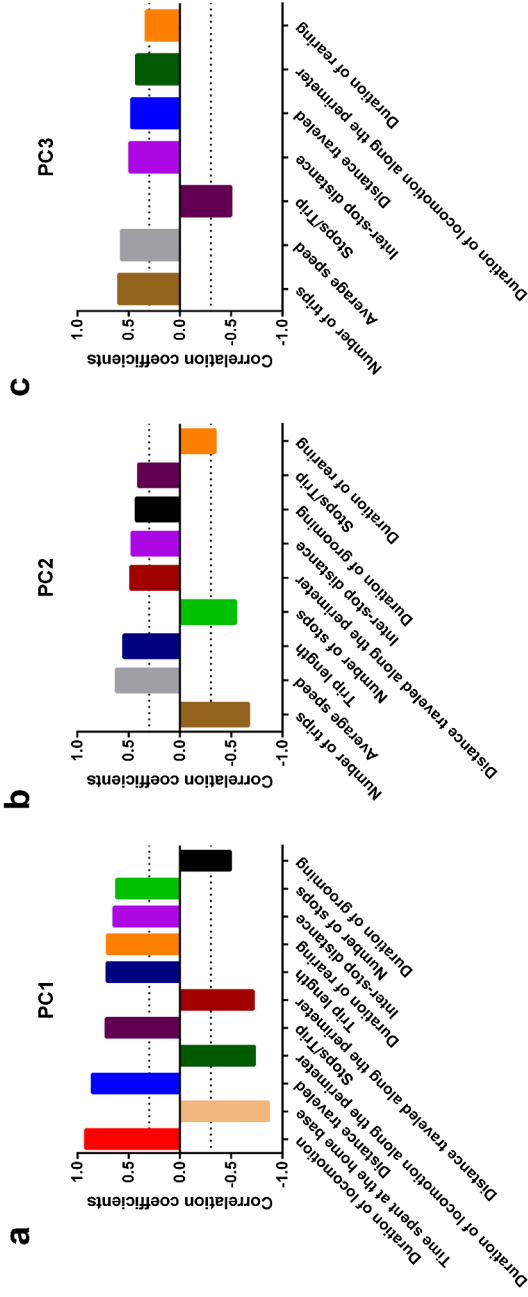 a
PC1
Correlation coefficients
1.0
0.5
0.0
-0.5
-1.0
Duration of locomotion
Time spent at the home base
Distance traveled
Duration of locomotion along the perimeter
Stops/Trip
Distance traveled along the perimeter
Trip length
Duration of rearing
Inter-stop distance
Number of stops
Duration of grooming
b
PC2
Correlation coefficients
1.0
0.5
0.0
-0.5
-1.0
Number of trips
Average speed
Trip length
Number of stops
Distance traveled along the perimeter
Inter-stop distance
Duration of grooming
Stops/Trip
Duration of rearing
c
PC3
Correlation coefficients
1.0
0.5
0.0
-0.5
-1.0
Number of trips
Average speed
Stops/Trip
Inter-stop distance
Distance traveled
Duration of locomotion along the perimeter
Duration of rearing